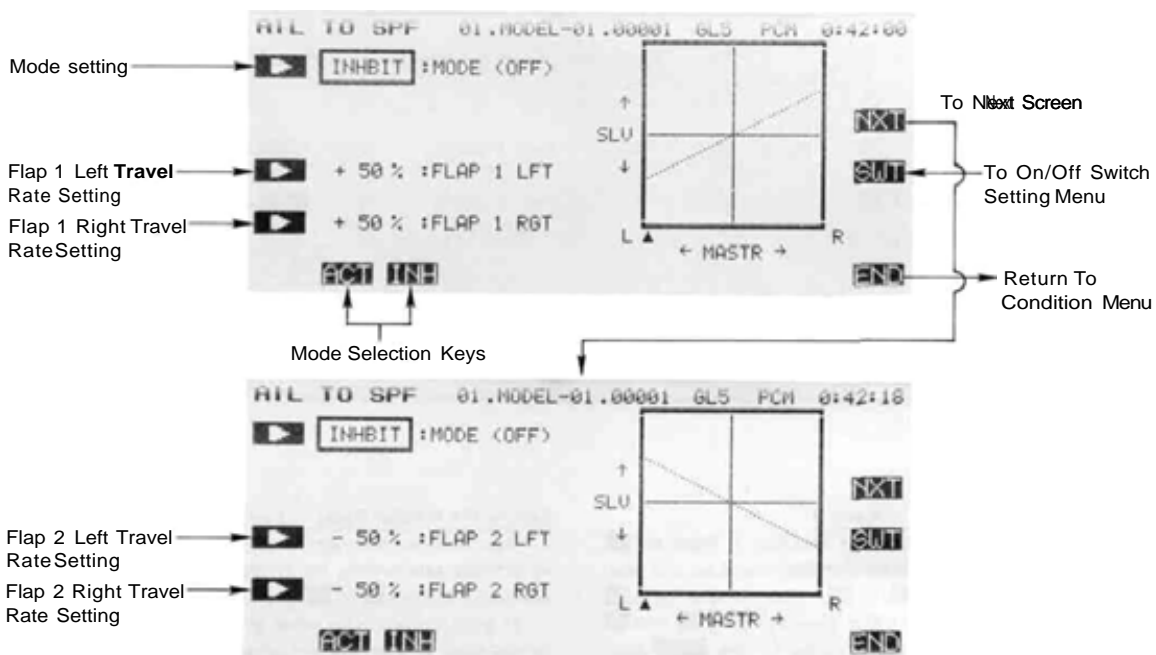 AIL TO SPF 01.MODEL-01.00001 GL5 PCM 0:42:00
Mode setting
INHBIT :MODE (OFF)
↑
SLV
↓
NXT
To Next Screen
Flap 1 Left Travel
Rate Setting
+ 50 % :FLAP 1 LFT
SWT
To On/Off Switch
Setting Menu
Flap 1 Right Travel
RateSetting
+ 50 % :FLAP 1 RGT
L R
← MASTR →
ACT INH
END
Return To
Condition Menu
Mode Selection Keys
AIL TO SPF 01.MODEL-01.00001 GL5 PCM 0:42:18
INHBIT :MODE (OFF)
↑
SLV
↓
NXT
Flap 2 Left Travel
RateSetting
- 50 % :FLAP 2 LFT
SWT
Flap 2 Right Travel
Rate Setting
- 50 % :FLAP 2 RGT
L R
← MASTR →
ACT INH
END